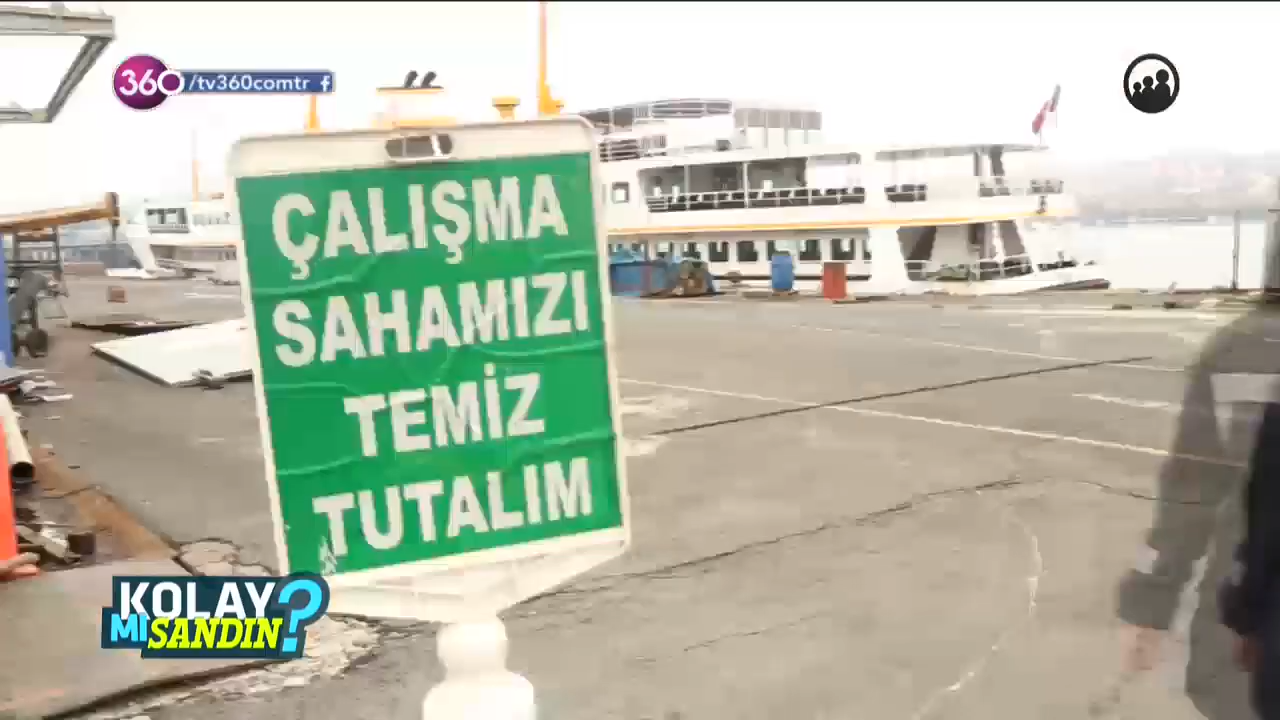 360 /tv360comtr f
ÇALIŞMA
SAHAMIZI
TEMİZ
TUTALIM
KOLAY
MI SANDIN?